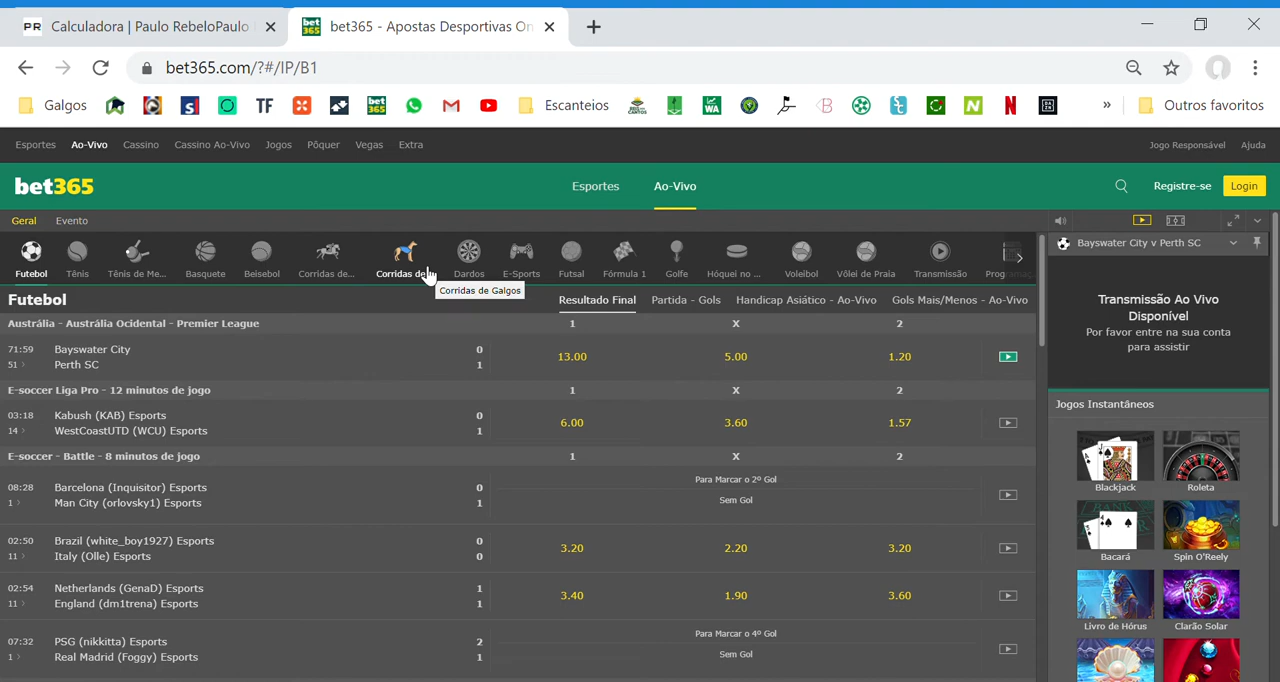 PR Calculadora | Paulo RebeloPaulo
bet365 bet365 - Apostas Desportivas On
bet365.com/?#/IP/B1
Galgos TF bet365 Escanteios WA B N N DAZN » Outros favoritos
Esportes Ao-Vivo Cassino Cassino Ao-Vivo Jogos Pôquer Vegas Extra Jogo Responsável Ajuda
bet365 Esportes Ao-Vivo Registre-se Login
Geral Evento
Bayswater City v Perth SC
Futebol Tênis Tênis de Me... Basquete Beisebol Corridas de... Corridas de Dardos E-Sports Futsal Fórmula 1 Golfe Hóquei no ... Voleibol Vôlei de Praia Transmissão
Corridas de Galgos
Futebol Resultado Final Partida - Gols Handicap Asiático - Ao-Vivo Gols Mais/Menos - Ao-Vivo
Austrália - Austrália Ocidental - Premier League 1 X 2
71:59 Bayswater City 0
51 Perth SC 1
13.00 5.00 1.20
E-soccer Liga Pro - 12 minutos de jogo 1 X 2
03:18 Kabush (KAB) Esports 0
14 WestCoastUTD (WCU) Esports 1
6.00 3.60 1.57
E-soccer - Battle - 8 minutos de jogo 1 X 2
08:28 Barcelona (Inquisitor) Esports 0
1 Man City (orlovsky1) Esports 1
Para Marcar o 2º Gol
Sem Gol
02:50 Brazil (white_boy1927) Esports 0
11 Italy (Olle) Esports 0
3.20 2.20 3.20
02:54 Netherlands (GenaD) Esports 1
11 England (dm1trena) Esports 1
3.40 1.90 3.60
07:32 PSG (nikkitta) Esports 2
1 Real Madrid (Foggy) Esports 1
Para Marcar o 4º Gol
Sem Gol
Transmissão Ao Vivo
Disponível
Por favor entre na sua conta
para assistir
Jogos Instantâneos
Blackjack Roleta
Bacará Spin O'Reely
Livro de Hórus Clarão Solar